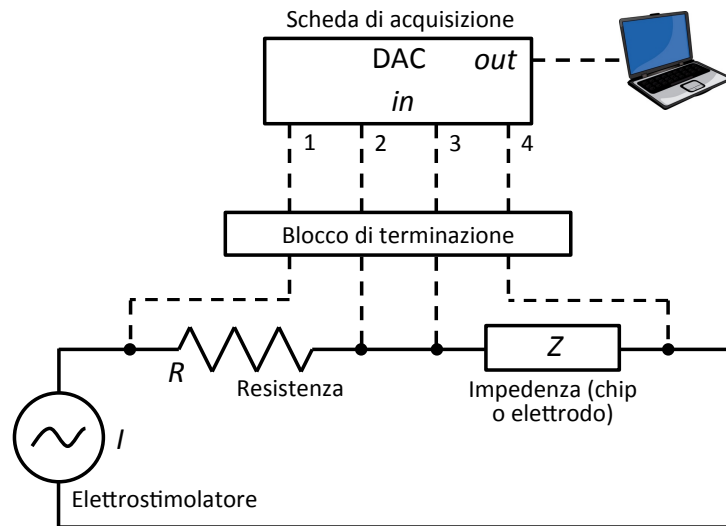 Scheda di acquisizione
DAC out
in
1 2 3 4
Blocco di terminazione
R
Resistenza
Z
Impedenza (chip
o elettrodo)
I
Elettrostimolatore